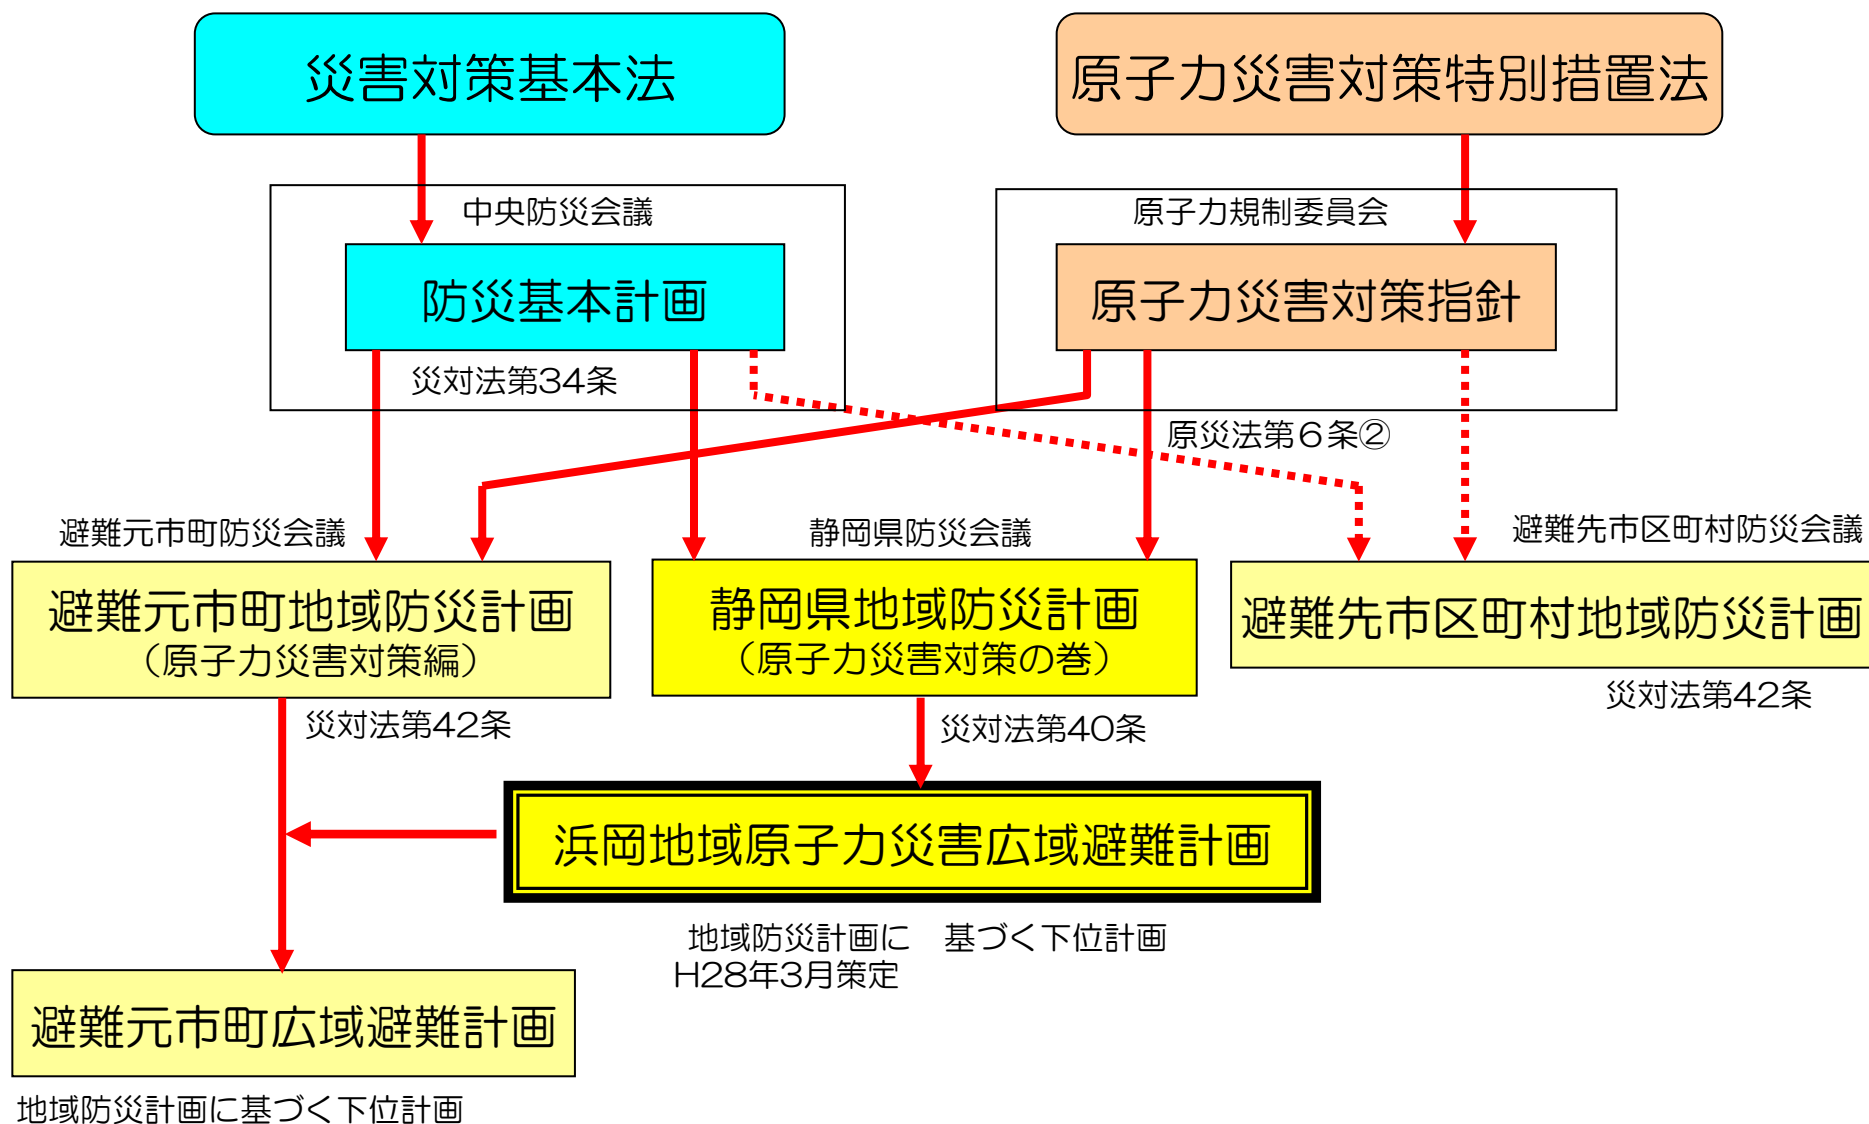 災害対策基本法
原子力災害対策特別措置法
中央防災会議
原子力規制委員会
防災基本計画
原子力災害対策指針
災対法第34条
原災法第６条②
避難元市町防災会議
静岡県防災会議
避難先市区町村防災会議
避難元市町地域防災計画
（原子力災害対策編）
静岡県地域防災計画
（原子力災害対策の巻）
避難先市区町村地域防災計画
災対法第42条
災対法第40条
災対法第42条
浜岡地域原子力災害広域避難計画
地域防災計画に　基づく下位計画
H28年3月策定
避難元市町広域避難計画
地域防災計画に基づく下位計画